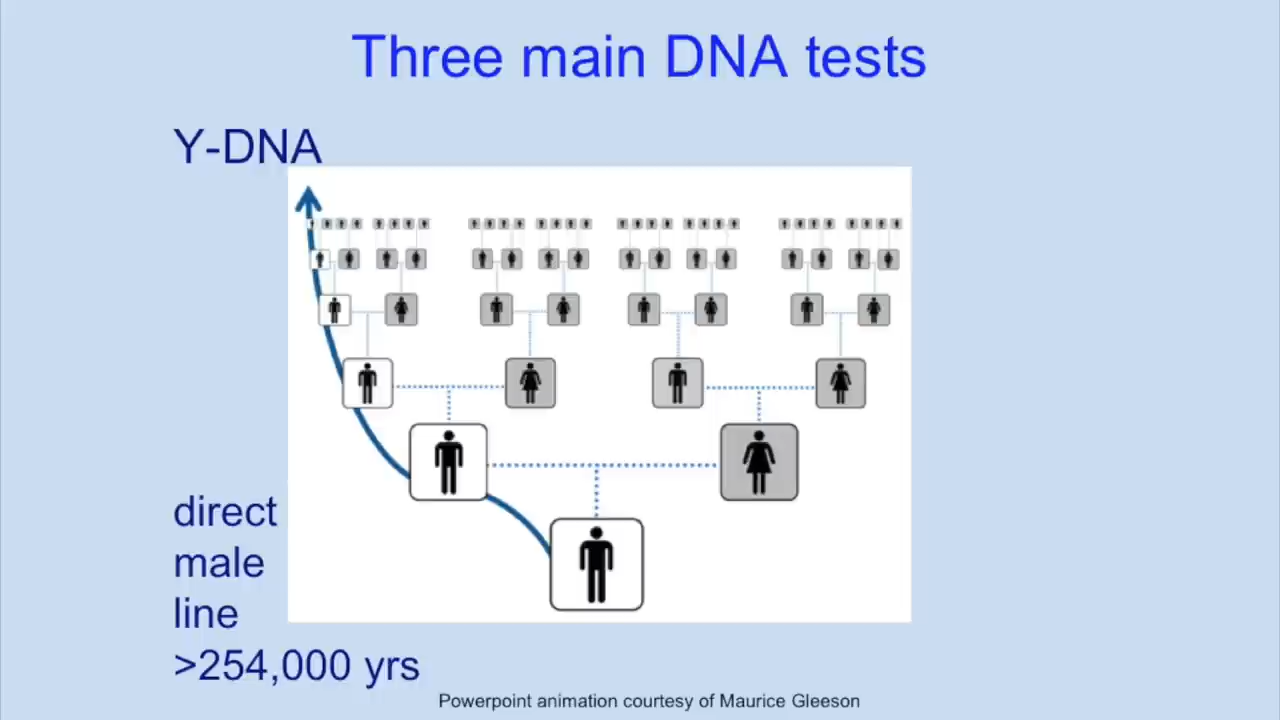 Three main DNA tests
Y-DNA
direct
male
line
>254,000 yrs
Powerpoint animation courtesy of Maurice Gleeson